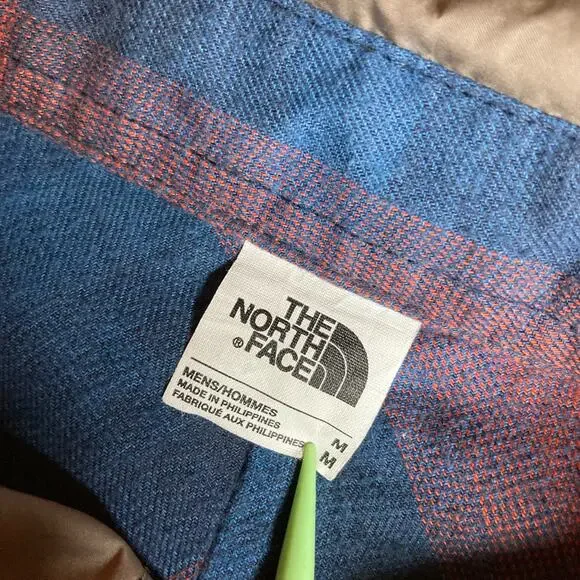 THE
NORTH
® FACE
MENS/HOMMES
MADE IN PHILIPPINES
FABRIQUÉ AUX PHILIPPINES
M
M